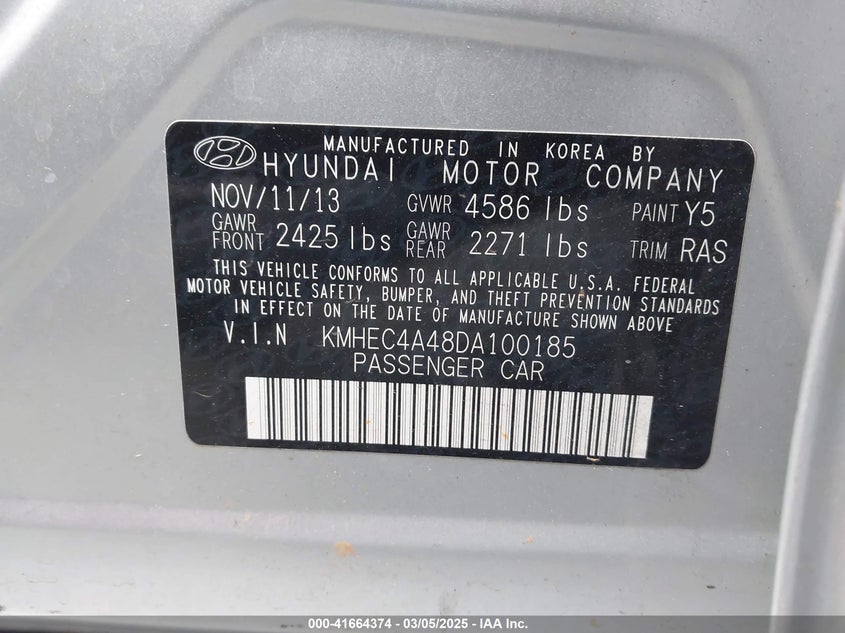 MANUFACTURED IN KOREA BY
HYUNDAI MOTOR COMPANY
NOV/11/13 GVWR 4586 lbs PAINT Y5
GAWR FRONT 2425 lbs GAWR REAR 2271 lbs TRIM RAS
THIS VEHICLE CONFORMS TO ALL APPLICABLE U.S.A. FEDERAL
MOTOR VEHICLE SAFETY, BUMPER, AND THEFT PREVENTION STANDARDS
IN EFFECT ON THE DATE OF MANUFACTURE SHOWN ABOVE
V.I.N KMHEC4A48DA100185
PASSENGER CAR
000-41664374 | 03/05/2025 | IAA Inc.